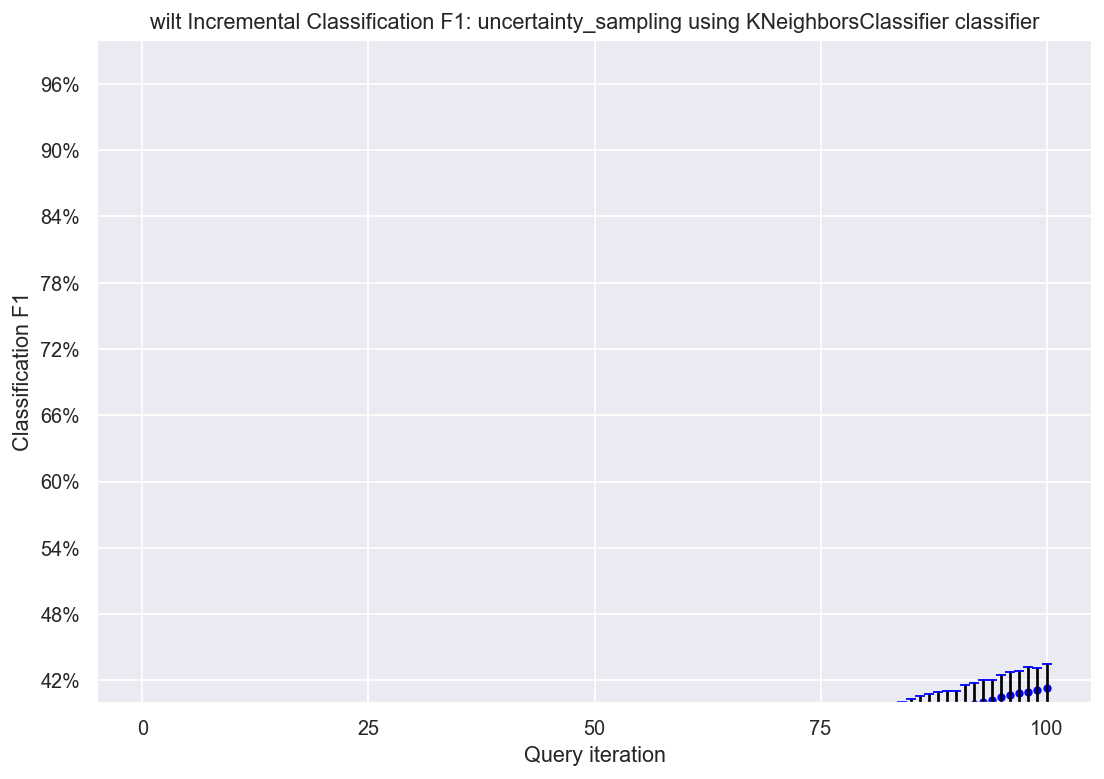 wilt Incremental Classification F1: uncertainty_sampling using KNeighborsClassifier classifier
96%
90%
84%
78%
72%
66%
60%
54%
48%
42%
Classification F1
0 25 50 75 100
Query iteration